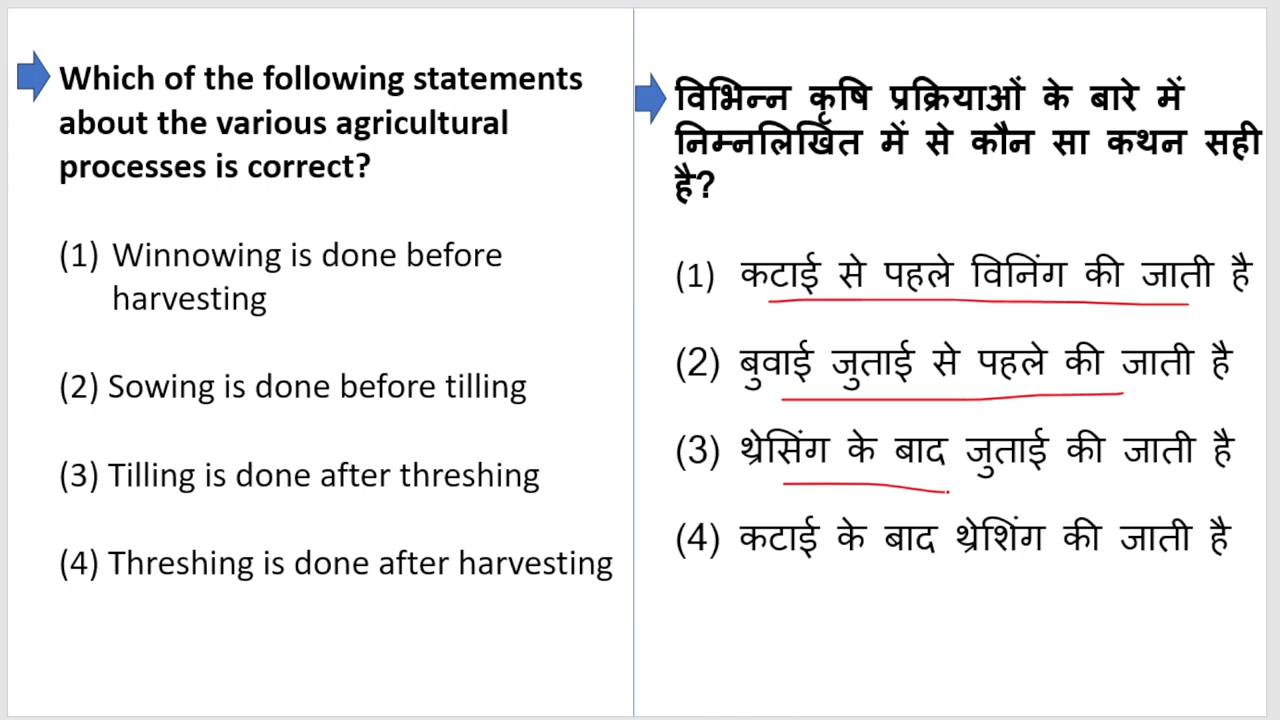 Which of the following statements
about the various agricultural
processes is correct?
(1) Winnowing is done before
harvesting
(2) Sowing is done before tilling
(3) Tilling is done after threshing
(4) Threshing is done after harvesting
विभिन्न कृषि प्रक्रियाओं के बारे में
निम्नलिखित में से कौन सा कथन सही
है?
(1) कटाई से पहले विनिंग की जाती है
(2) बुवाई जुताई से पहले की जाती है
(3) थ्रेसिंग के बाद जुताई की जाती है
(4) कटाई के बाद थ्रेशिंग की जाती है